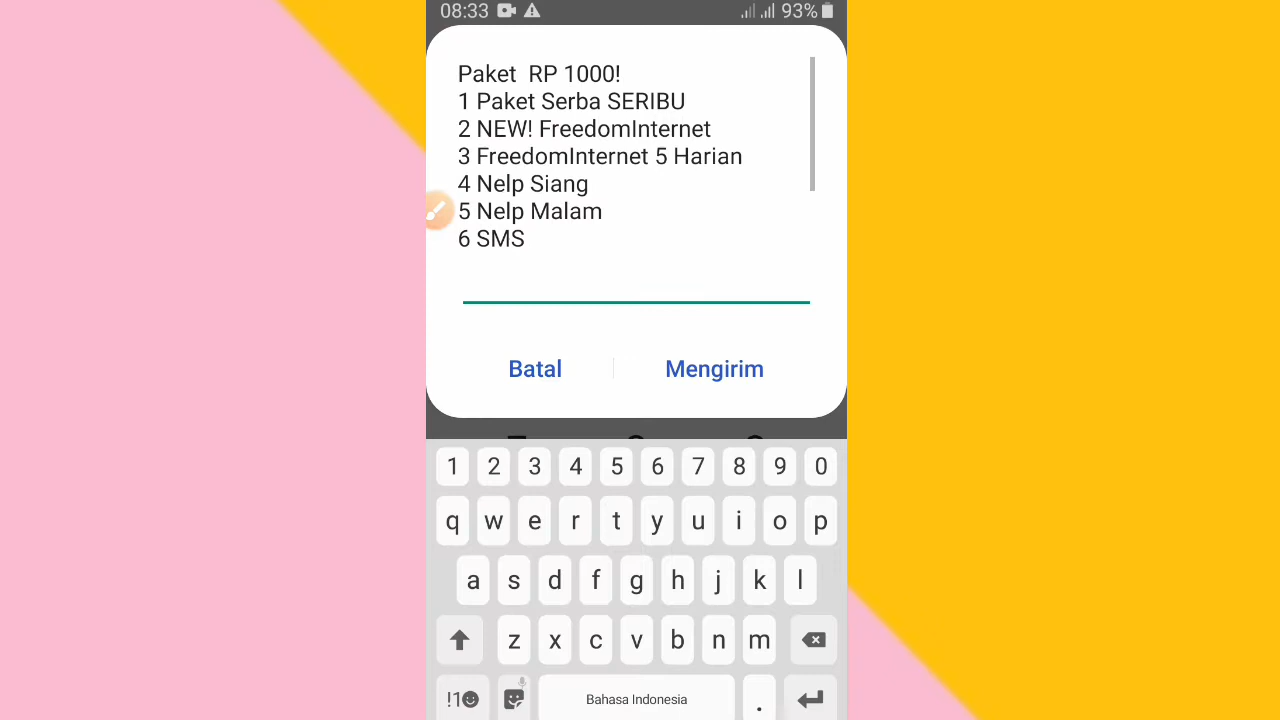 08:33 93%
Paket RP 1000!
1 Paket Serba SERIBU
2 NEW! FreedomInternet
3 FreedomInternet 5 Harian
4 Nelp Siang
5 Nelp Malam
6 SMS
Batal Mengirim
1 2 3 4 5 6 7 8 9 0
q w e r t y u i o p
a s d f g h j k l
z x c v b n m
!1 Bahasa Indonesia .